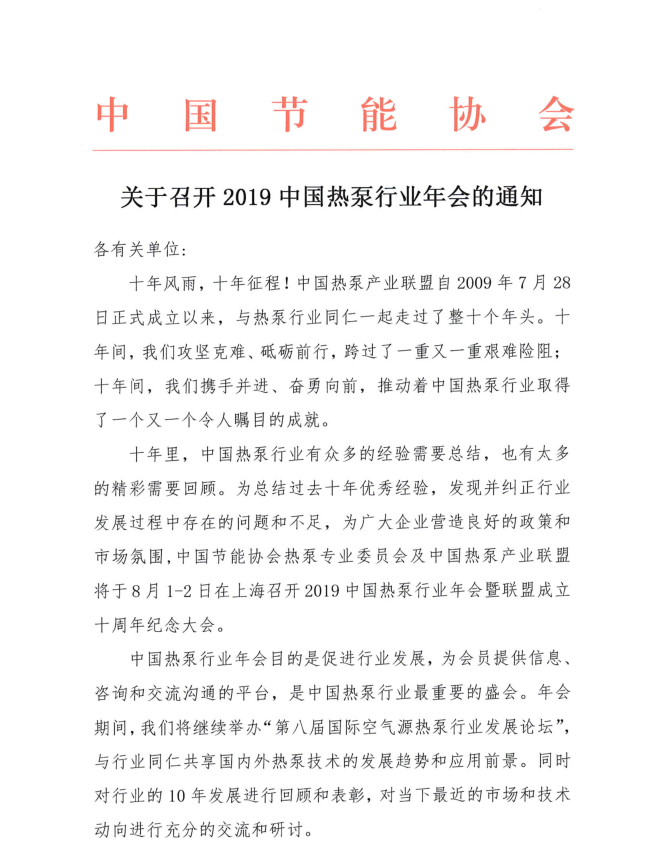 中国节能协会
关于召开 2019 中国热泵行业年会的通知
各有关单位:
十年风雨，十年征程！中国热泵产业联盟自 2009 年 7 月 28
日正式成立以来，与热泵行业同仁一起走过了整十个年头。十
年间，我们攻坚克难、砥砺前行，跨过了一重又一重艰难险阻；
十年间，我们携手并进、奋勇向前，推动着中国热泵行业取得
了一个又一个令人瞩目的成就。
十年里，中国热泵行业有众多的经验需要总结，也有太多
的精彩需要回顾。为总结过去十年优秀经验，发现并纠正行业
发展过程中存在的问题和不足，为广大企业营造良好的政策和
市场氛围,中国节能协会热泵专业委员会及中国热泵产业联盟
将于 8 月 1-2 日在上海召开 2019 中国热泵行业年会暨联盟成立
十周年纪念大会。
中国热泵行业年会目的是促进行业发展，为会员提供信息、
咨询和交流沟通的平台，是中国热泵行业最重要的盛会。年会
期间，我们将继续举办“第八届国际空气源热泵行业发展论坛”，
与行业同仁共享国内外热泵技术的发展趋势和应用前景。同时
对行业的 10 年发展进行回顾和表彰，对当下最近的市场和技术
动向进行充分的交流和研讨。